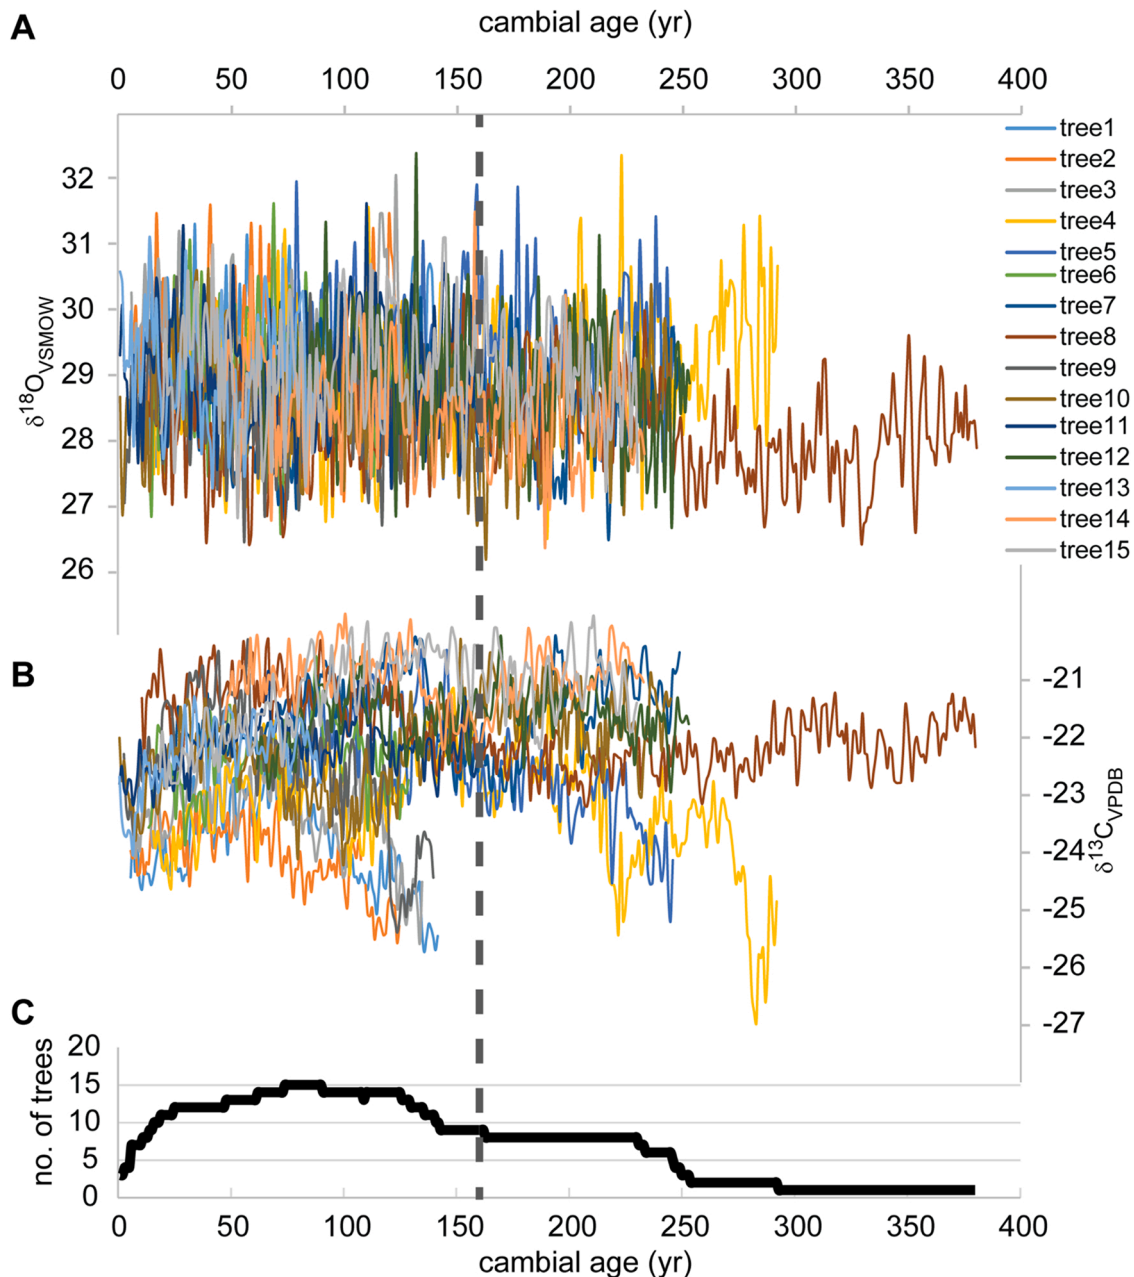 A
cambial age (yr)
0 50 100 150 200 250 300 350 400
δ18OVSMOW
32
31
30
29
28
27
26
tree1
tree2
tree3
tree4
tree5
tree6
tree7
tree8
tree9
tree10
tree11
tree12
tree13
tree14
tree15
B
-21
-22
-23
-24
-25
-26
-27
δ13CVPDB
C
no. of trees
20
15
10
5
0
0 50 100 150 200 250 300 350 400
cambial age (yr)